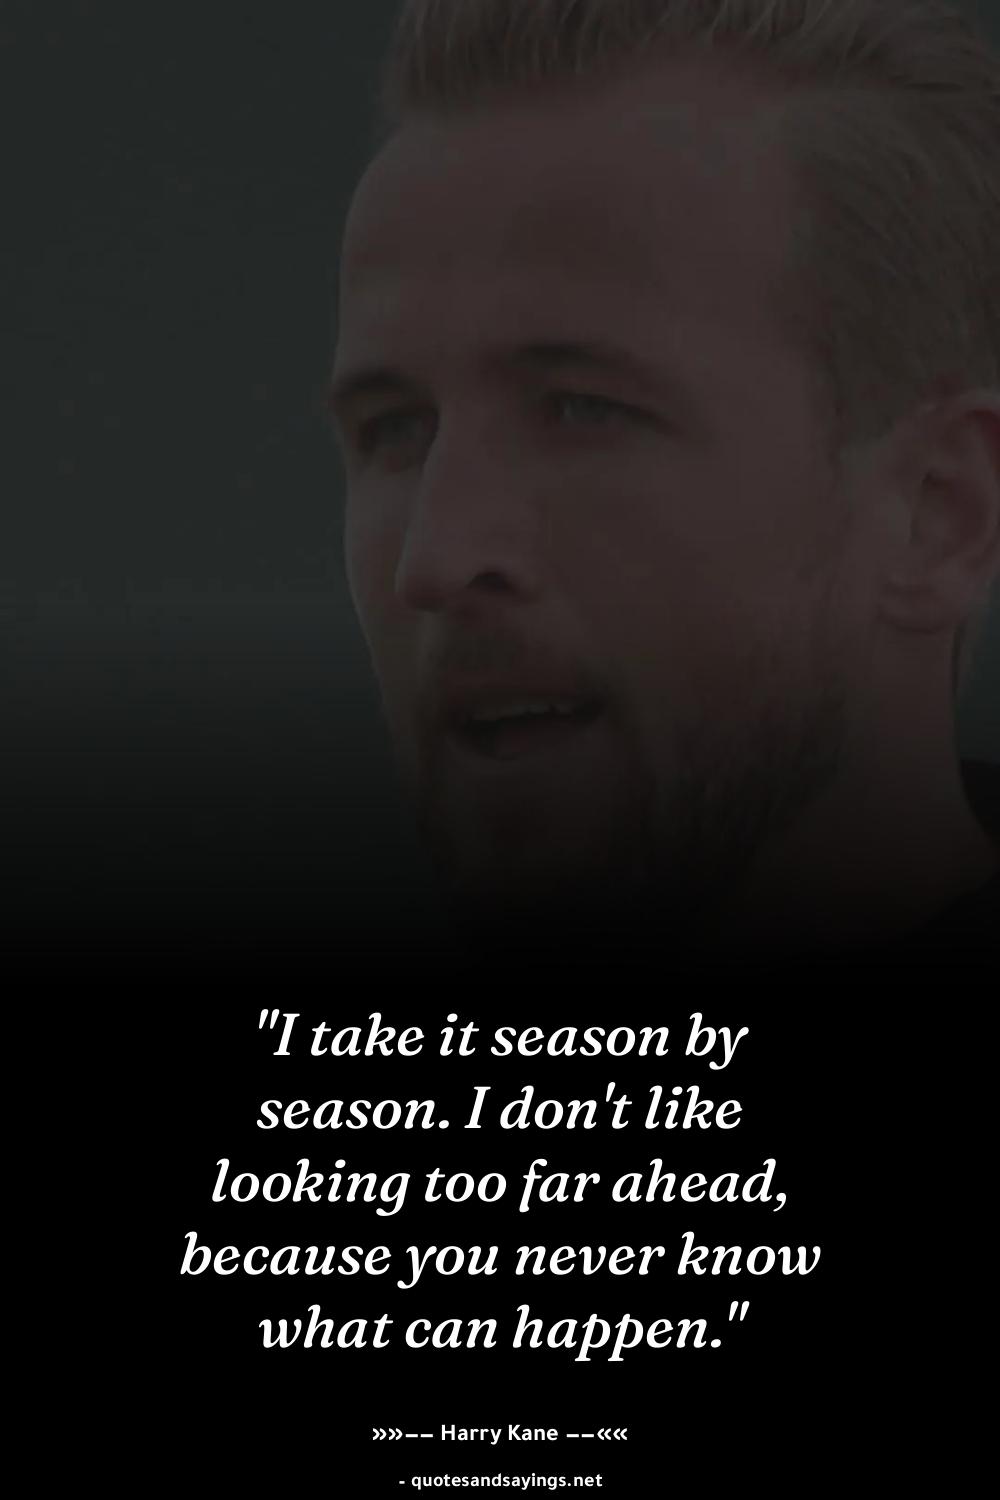 "I take it season by
season. I don't like
looking too far ahead,
because you never know
what can happen."
»»–– Harry Kane ––««
- quotesandsayings.net